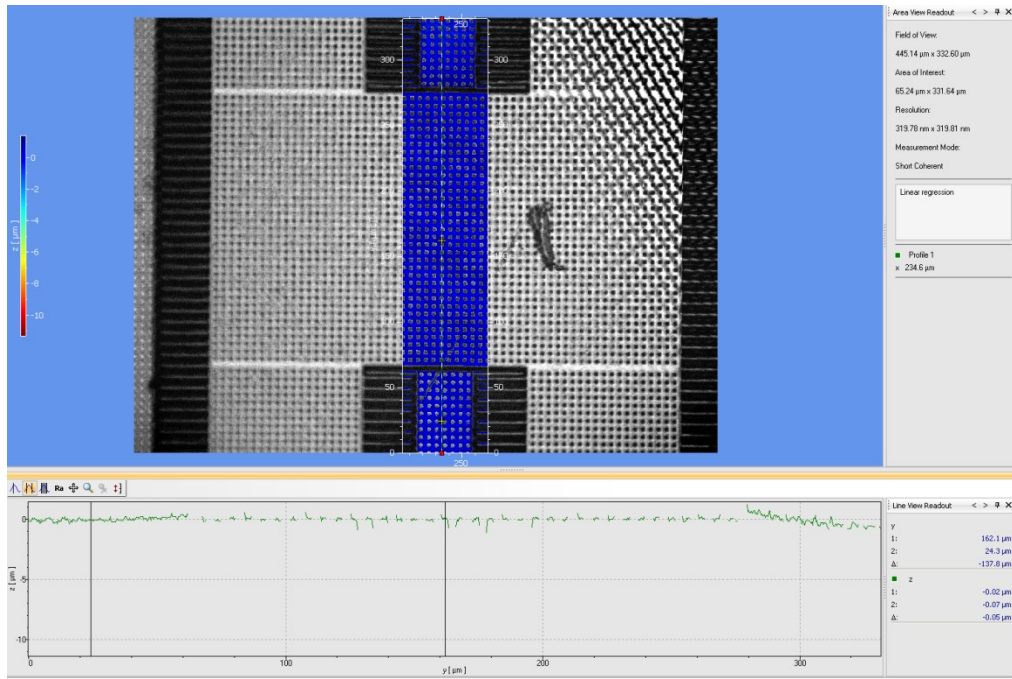 Area View Readout
Field of View:
445.14 µm x 332.60 µm
Area of Interest:
65.24 µm x 331.64 µm
Resolution:
319.78 nm x 319.81 nm
Measurement Mode:
Short Coherent
Linear regression
Profile 1
x 234.6 µm
250
300
300
0
-2
-4
-6
-8
-10
z [ µm ]
50
50
0
0
250
Ra
Line View Readout
y
1: 162.1 µm
2: 24.3 µm
Δ: -137.8 µm
z
1: -0.02 µm
2: -0.07 µm
Δ: -0.05 µm
0
-5
-10
z [ µm ]
0 100 200 300
y [ µm ]